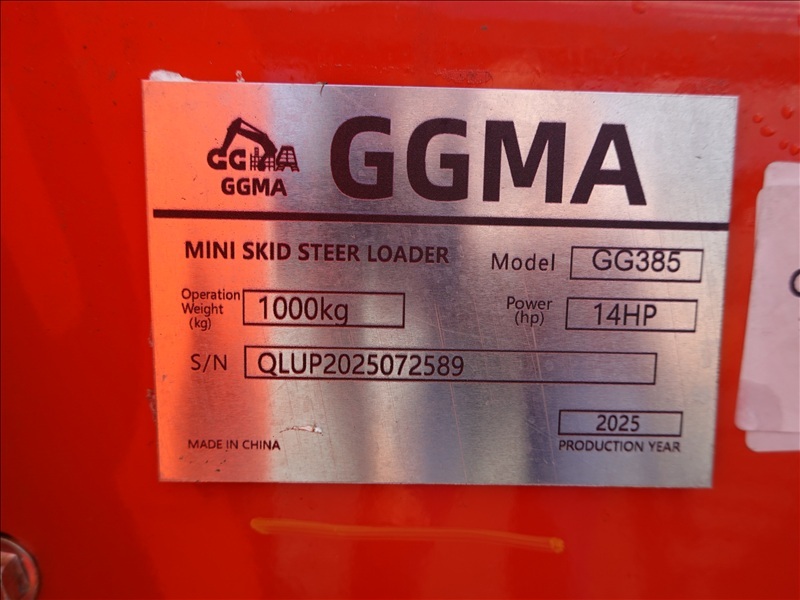 GGMA
GGMA
GGMA
MINI SKID STEER LOADER
Model GG385
Operation
Weight
(kg)
1000kg
Power
(hp)
14HP
S/N QLUP2025072589
2025
MADE IN CHINA
PRODUCTION YEAR